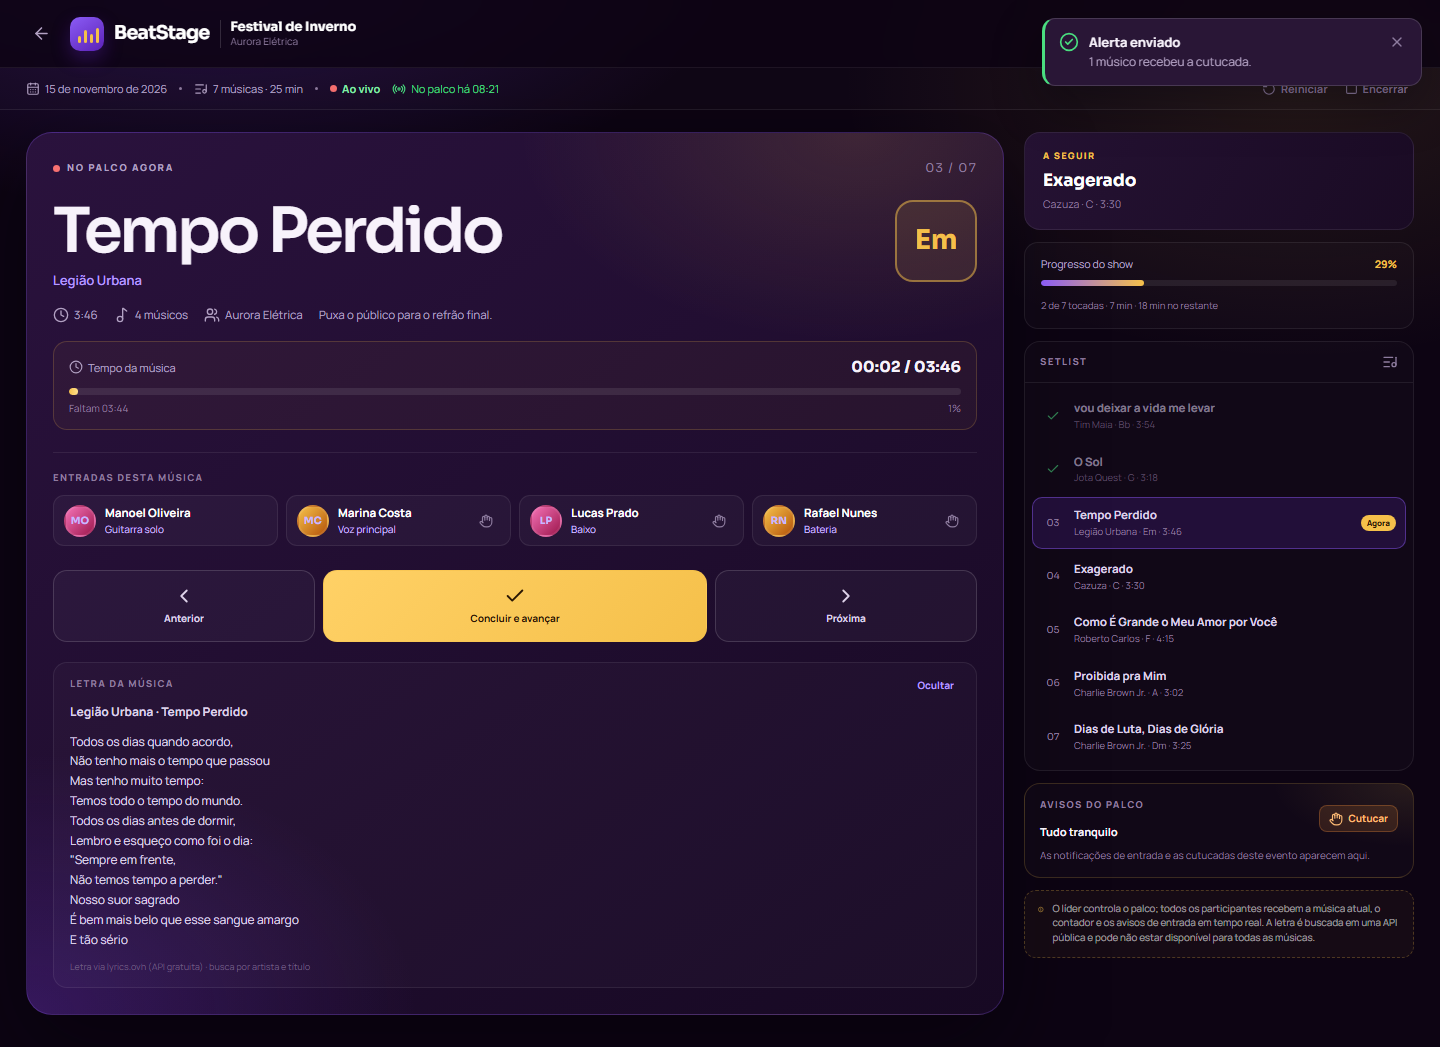 BeatStage
Festival de Inverno
Aurora Elétrica
Alerta enviado
1 músico recebeu a cutucada.
15 de novembro de 2026 • 7 músicas · 25 min • Ao vivo No palco há 08:21
Reiniciar Encerrar
NO PALCO AGORA
03 / 07
Tempo Perdido
Em
Legião Urbana
3:46 4 músicos Aurora Elétrica Puxa o público para o refrão final.
Tempo da música
00:02 / 03:46
Faltam 03:44
1%
ENTRADAS DESTA MÚSICA
MO
Manoel Oliveira
Guitarra solo
MC
Marina Costa
Voz principal
LP
Lucas Prado
Baixo
RN
Rafael Nunes
Bateria
Anterior
Concluir e avançar
Próxima
LETRA DA MÚSICA
Ocultar
Legião Urbana · Tempo Perdido
Todos os dias quando acordo,
Não tenho mais o tempo que passou
Mas tenho muito tempo:
Temos todo o tempo do mundo.
Todos os dias antes de dormir,
Lembro e esqueço como foi o dia:
"Sempre em frente,
Não temos tempo a perder."
Nosso suor sagrado
É bem mais belo que esse sangue amargo
E tão sério
Letra via lyrics.ovh (API gratuita) · busca por artista e título
A SEGUIR
Exagerado
Cazuza · C · 3:30
Progresso do show
29%
2 de 7 tocadas · 7 min · 18 min no restante
SETLIST
vou deixar a vida me levar
Tim Maia · Bb · 3:54
O Sol
Jota Quest · G · 3:18
03
Tempo Perdido
Legião Urbana · Em · 3:46
Agora
04
Exagerado
Cazuza · C · 3:30
05
Como É Grande o Meu Amor por Você
Roberto Carlos · F · 4:15
06
Proibida pra Mim
Charlie Brown Jr. · A · 3:02
07
Dias de Luta, Dias de Glória
Charlie Brown Jr. · Dm · 3:25
AVISOS DO PALCO
Cutucar
Tudo tranquilo
As notificações de entrada e as cutucadas deste evento aparecem aqui.
O líder controla o palco; todos os participantes recebem a música atual, o
contador e os avisos de entrada em tempo real. A letra é buscada em uma API
pública e pode não estar disponível para todas as músicas.